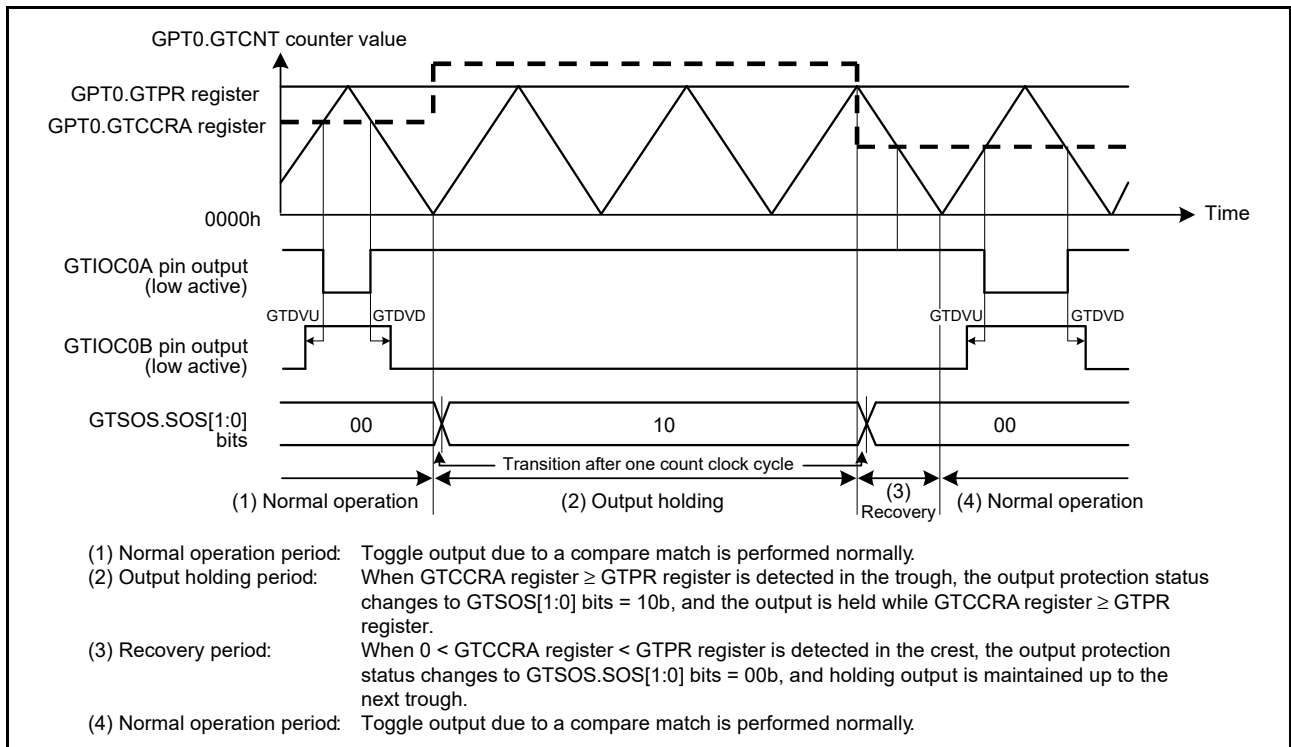 GPT0.GTCNT counter value
GPT0.GTPR register
GPT0.GTCCRA register
0000h
Time
GTIOC0A pin output
(low active)
GTDVU
GTDVD
GTDVU
GTDVD
GTIOC0B pin output
(low active)
GTSOS.SOS[1:0]
bits
00
10
00
Transition after one count clock cycle
(1) Normal operation
(2) Output holding
(3)
Recovery
(4) Normal operation
(1) Normal operation period: Toggle output due to a compare match is performed normally.
(2) Output holding period: When GTCCRA register ≥ GTPR register is detected in the trough, the output protection status
changes to GTSOS[1:0] bits = 10b, and the output is held while GTCCRA register ≥ GTPR
register.
(3) Recovery period: When 0 < GTCCRA register < GTPR register is detected in the crest, the output protection
status changes to GTSOS.SOS[1:0] bits = 00b, and holding output is maintained up to the
next trough.
(4) Normal operation period: Toggle output due to a compare match is performed normally.